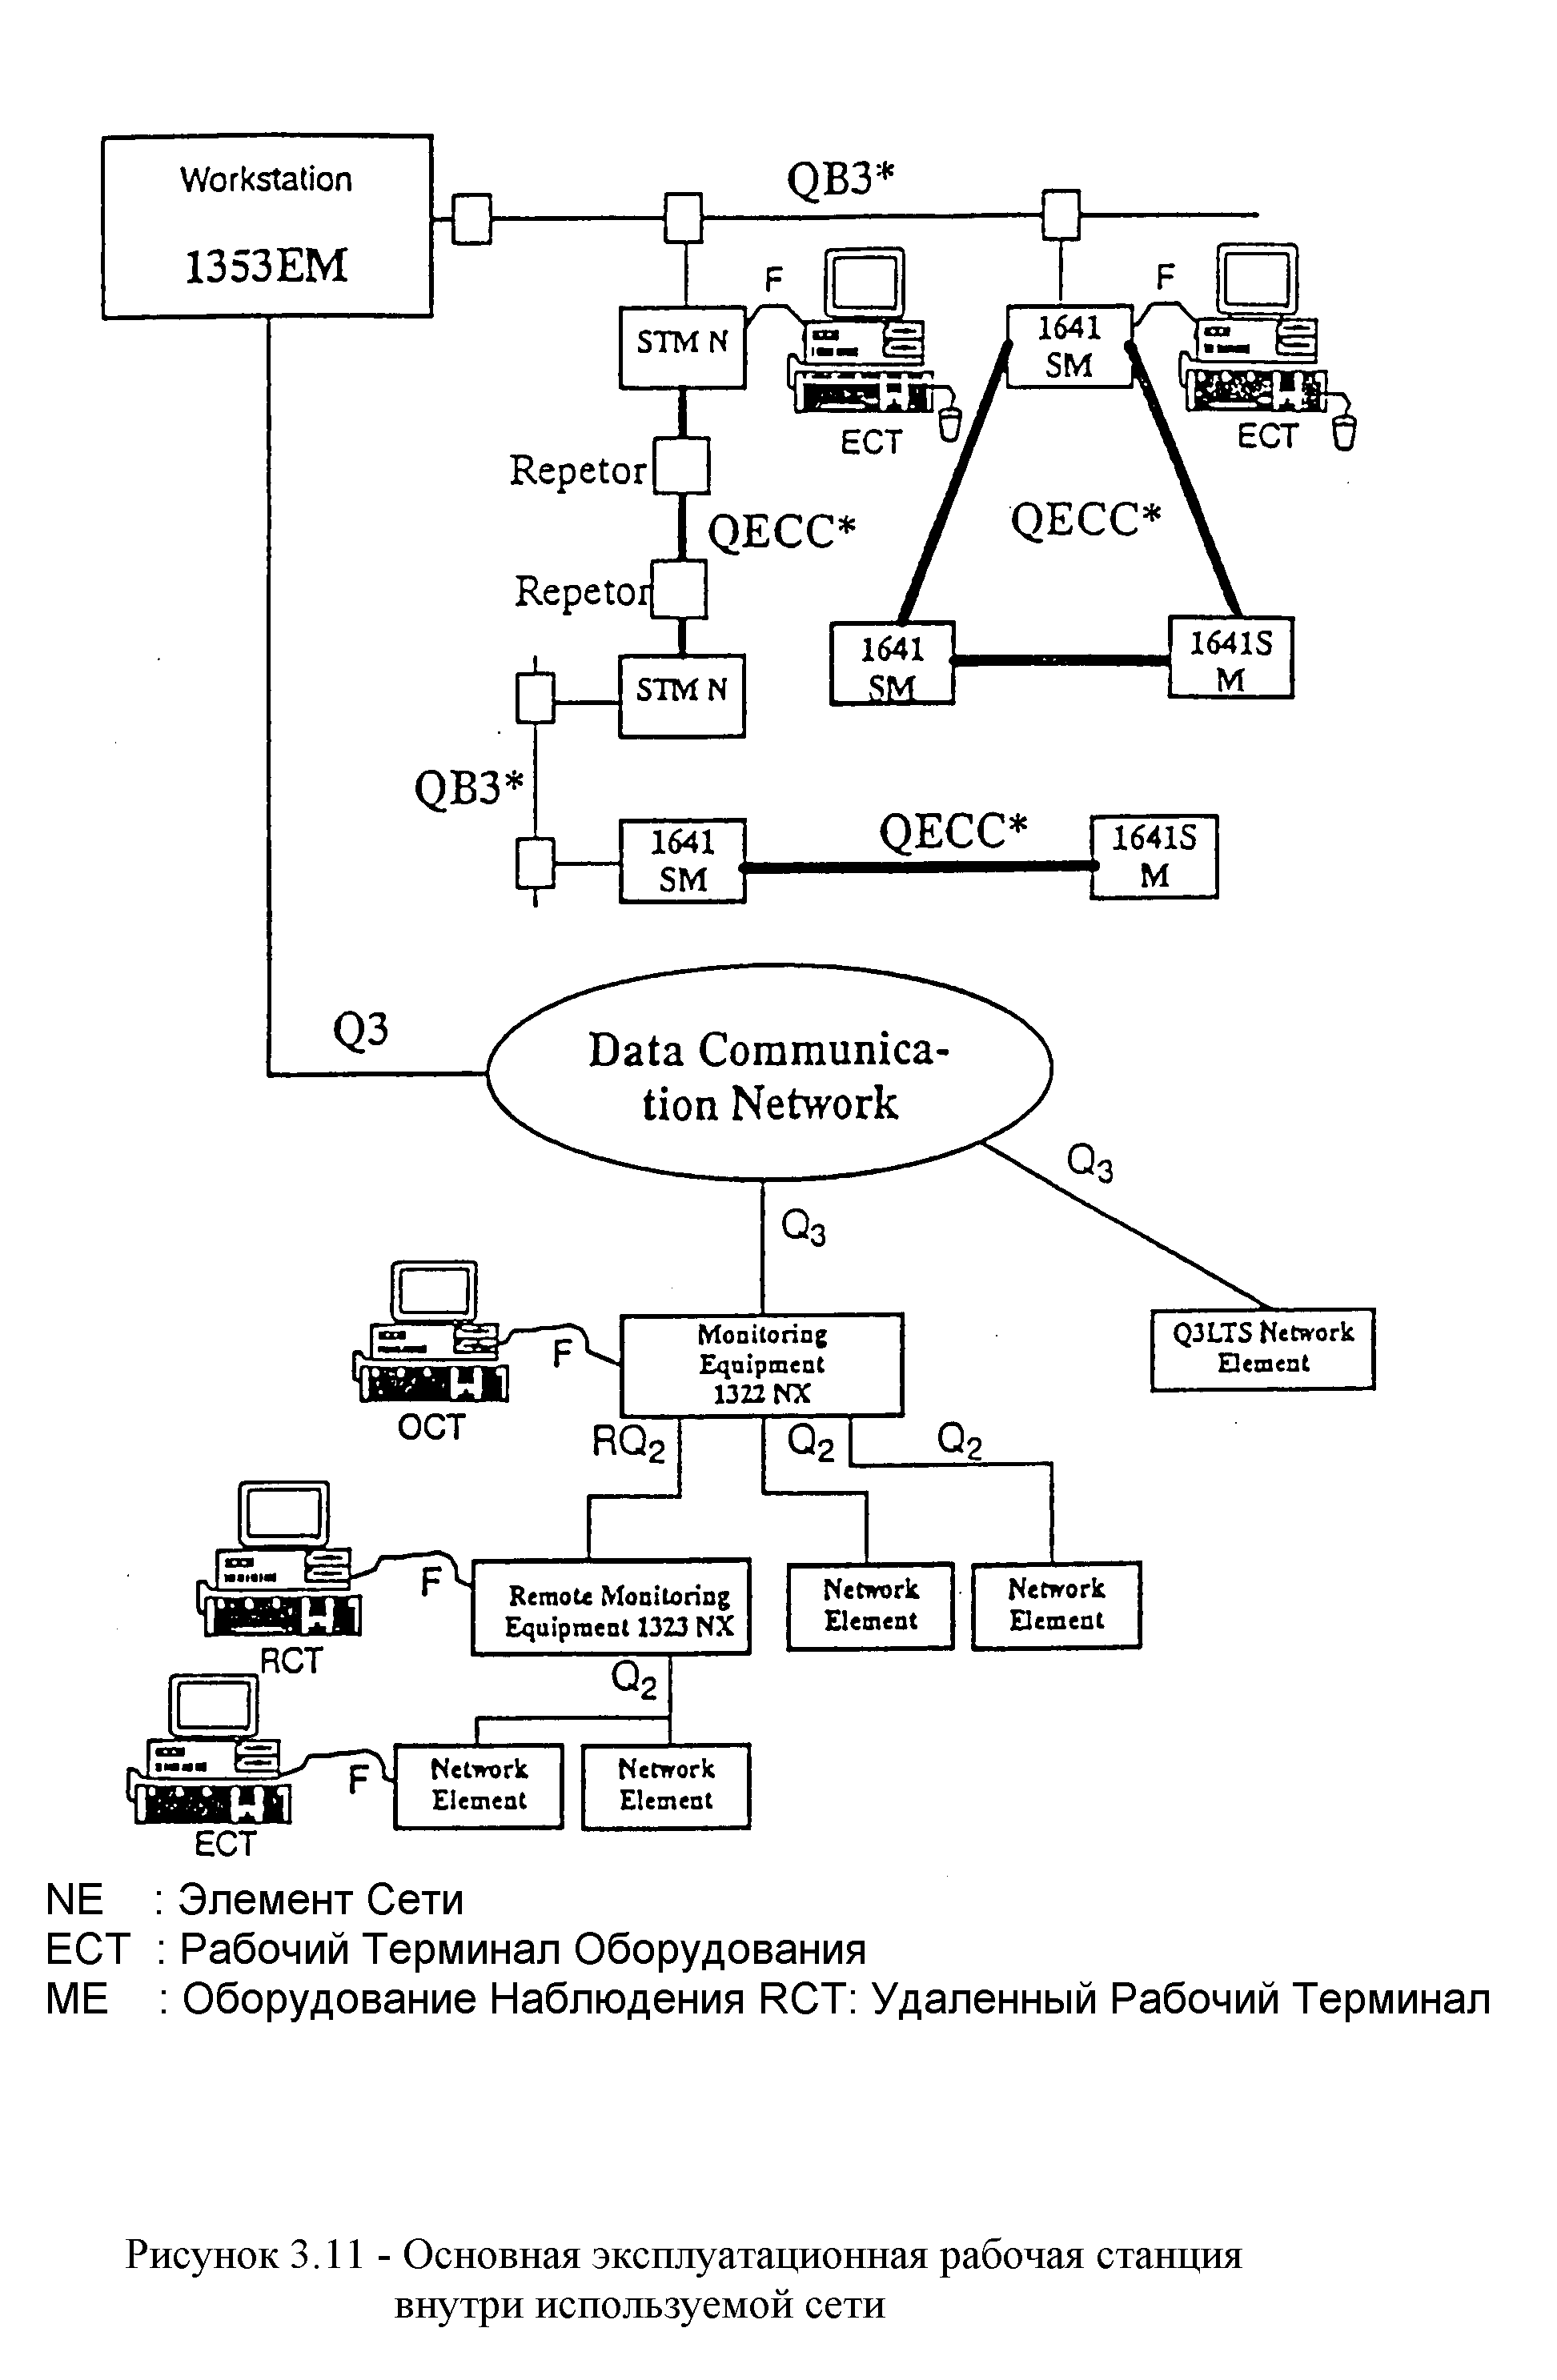 Workstation
1353EM
QB3*
F
F
STM N
1641
SM
ECT
ECT
Repetor
QECC*
QECC*
Repetor
1641
SM
1641S
M
STM N
QB3*
1641
SM
QECC*
1641S
M
Q3
Data Communica-
tion Network
Q3
Q3
Monitoring
Equipment
1322 NX
Q3LTS Network
Element
F
OCT
RQ2
Q2
Q2
F
Remote Monitoring
Equipment 1323 NX
Network
Element
Network
Element
RCT
Q2
F
Network
Element
Network
Element
ECT
NE : Элемент Сети
ECT : Рабочий Терминал Оборудования
ME : Оборудование Наблюдения RCT: Удаленный Рабочий Терминал
Рисунок 3.11 - Основная эксплуатационная рабочая станция
внутри используемой сети